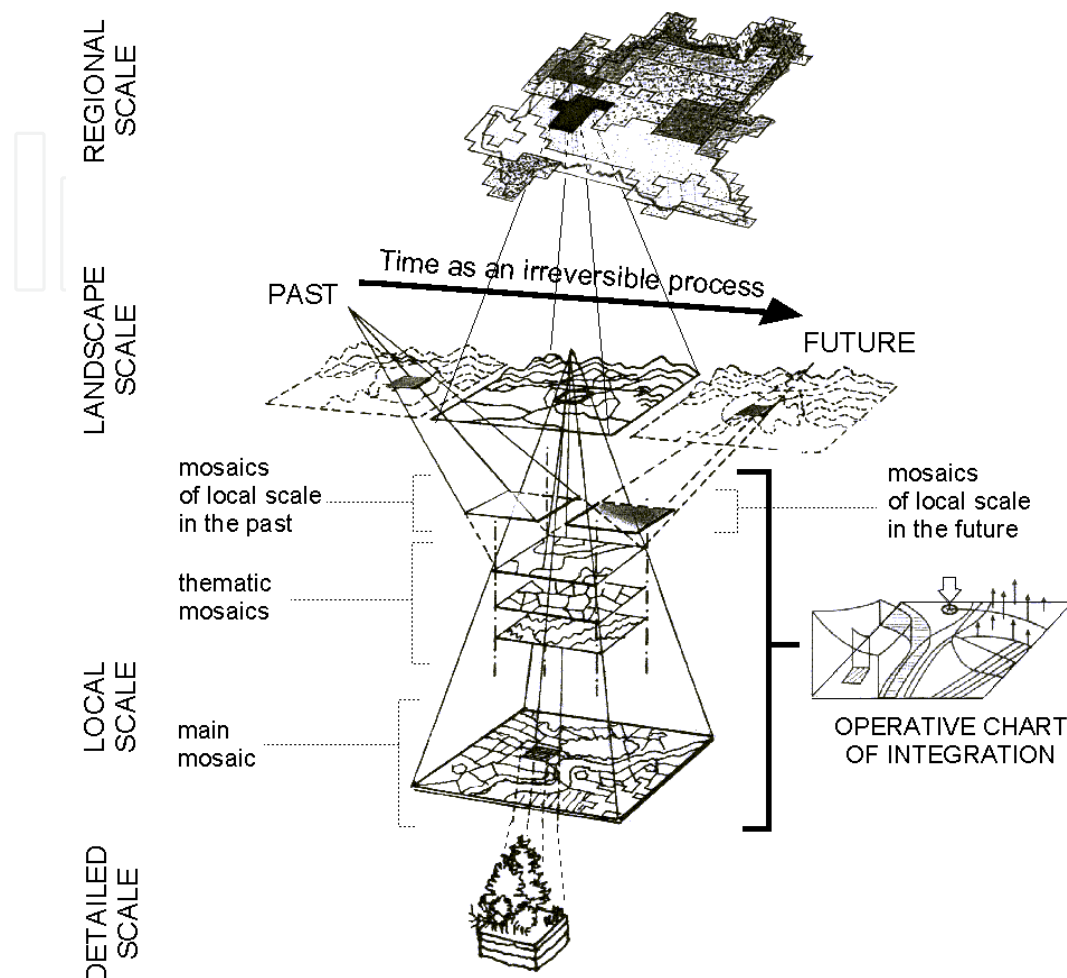 REGIONAL
SCALE
Time as an irreversible process
PAST
FUTURE
LANDSCAPE
SCALE
mosaics
of local scale
in the past
mosaics
of local scale
in the future
thematic
mosaics
LOCAL
SCALE
main
mosaic
OPERATIVE CHART
OF INTEGRATION
DETAILED
SCALE